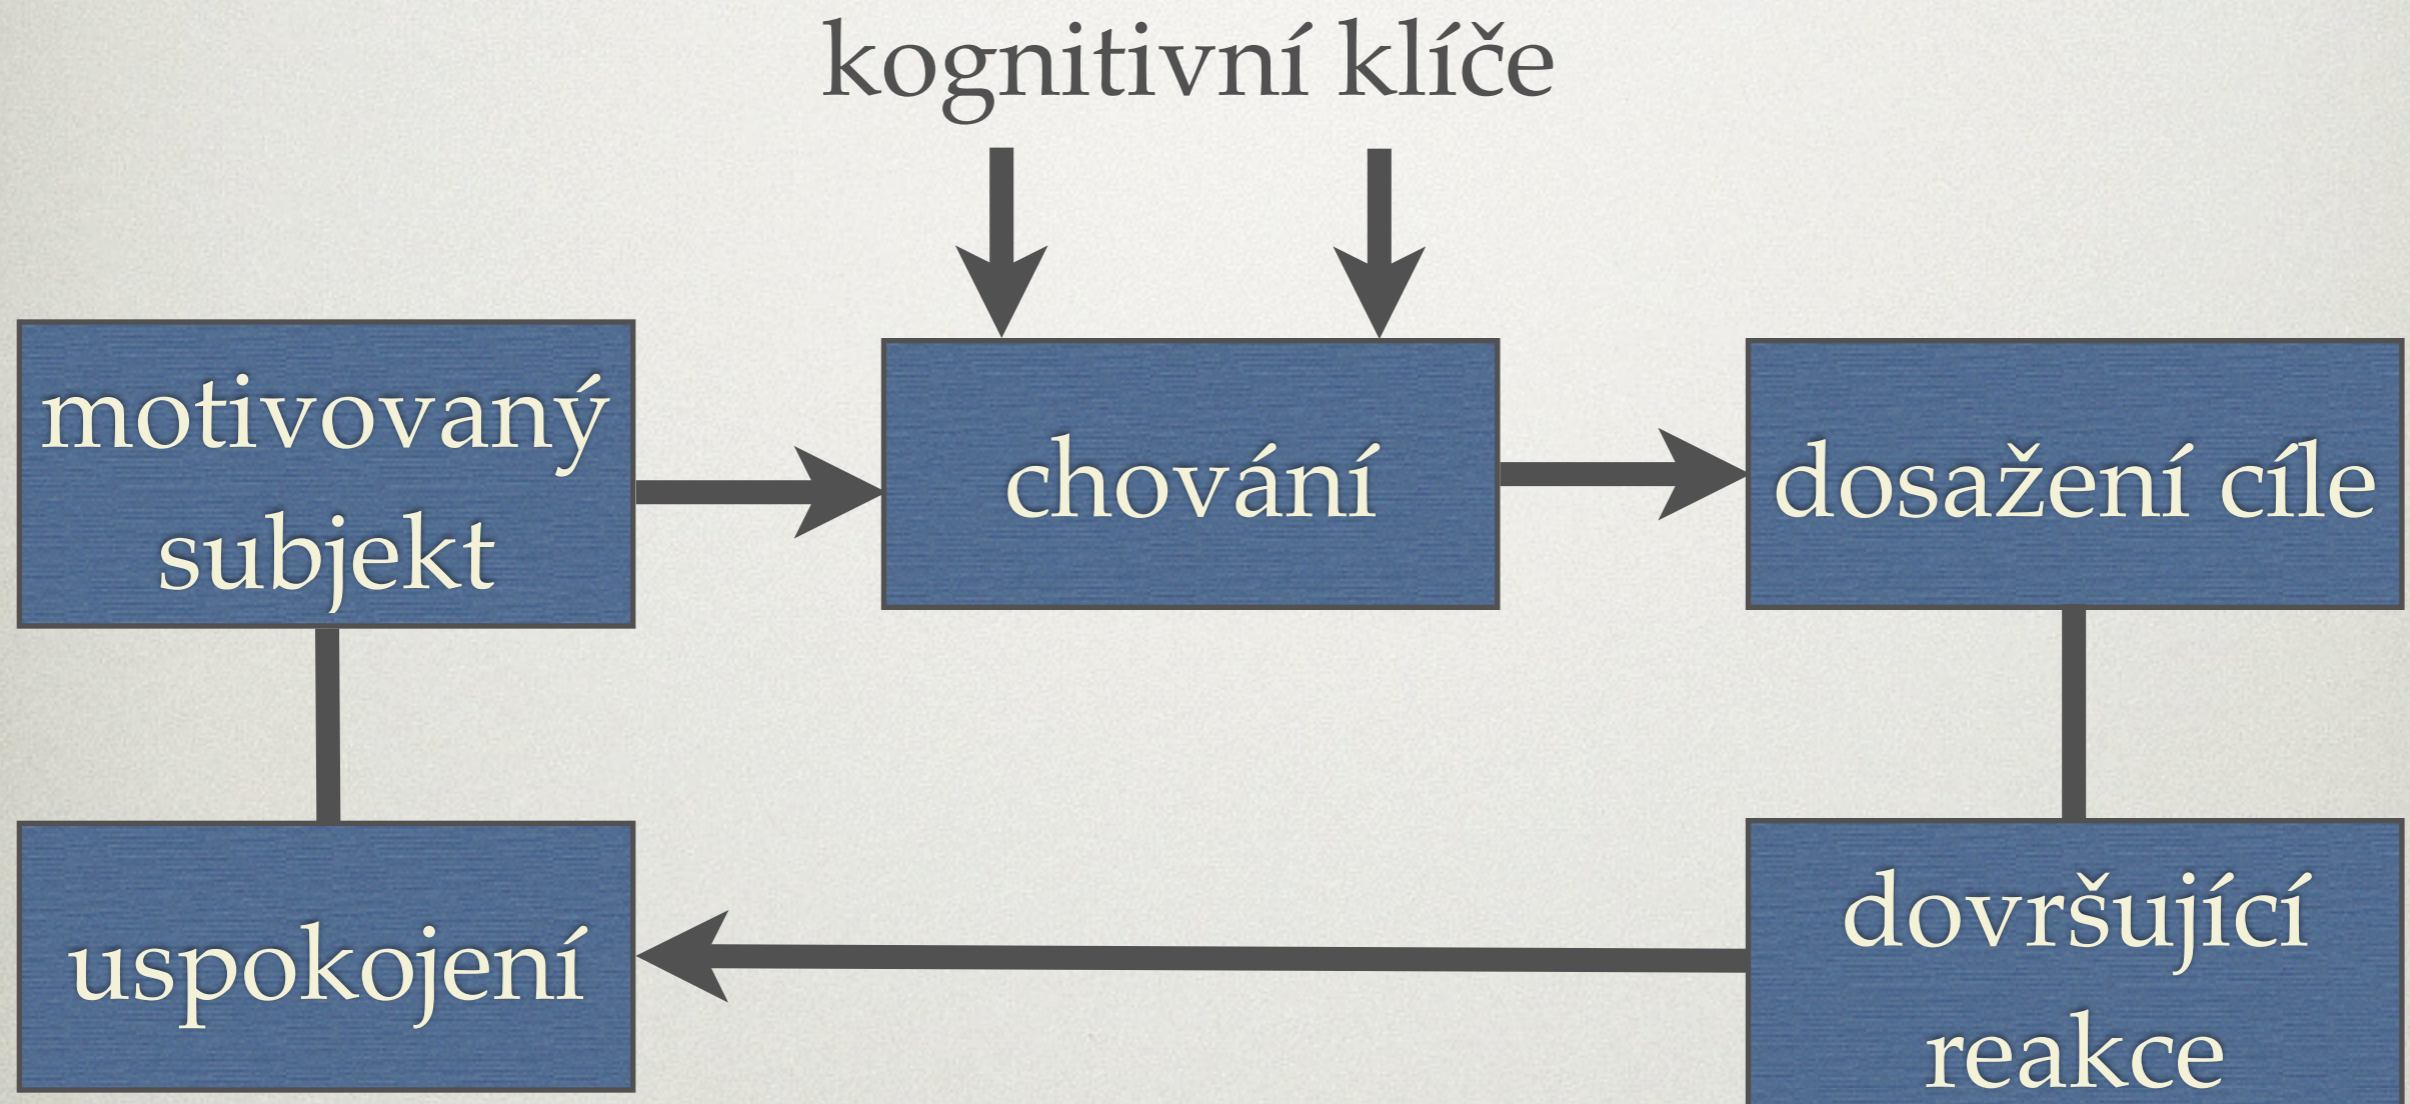 kognitivní klíče
motivovaný
subjekt
chování
dosažení cíle
uspokojení
dovršující
reakce